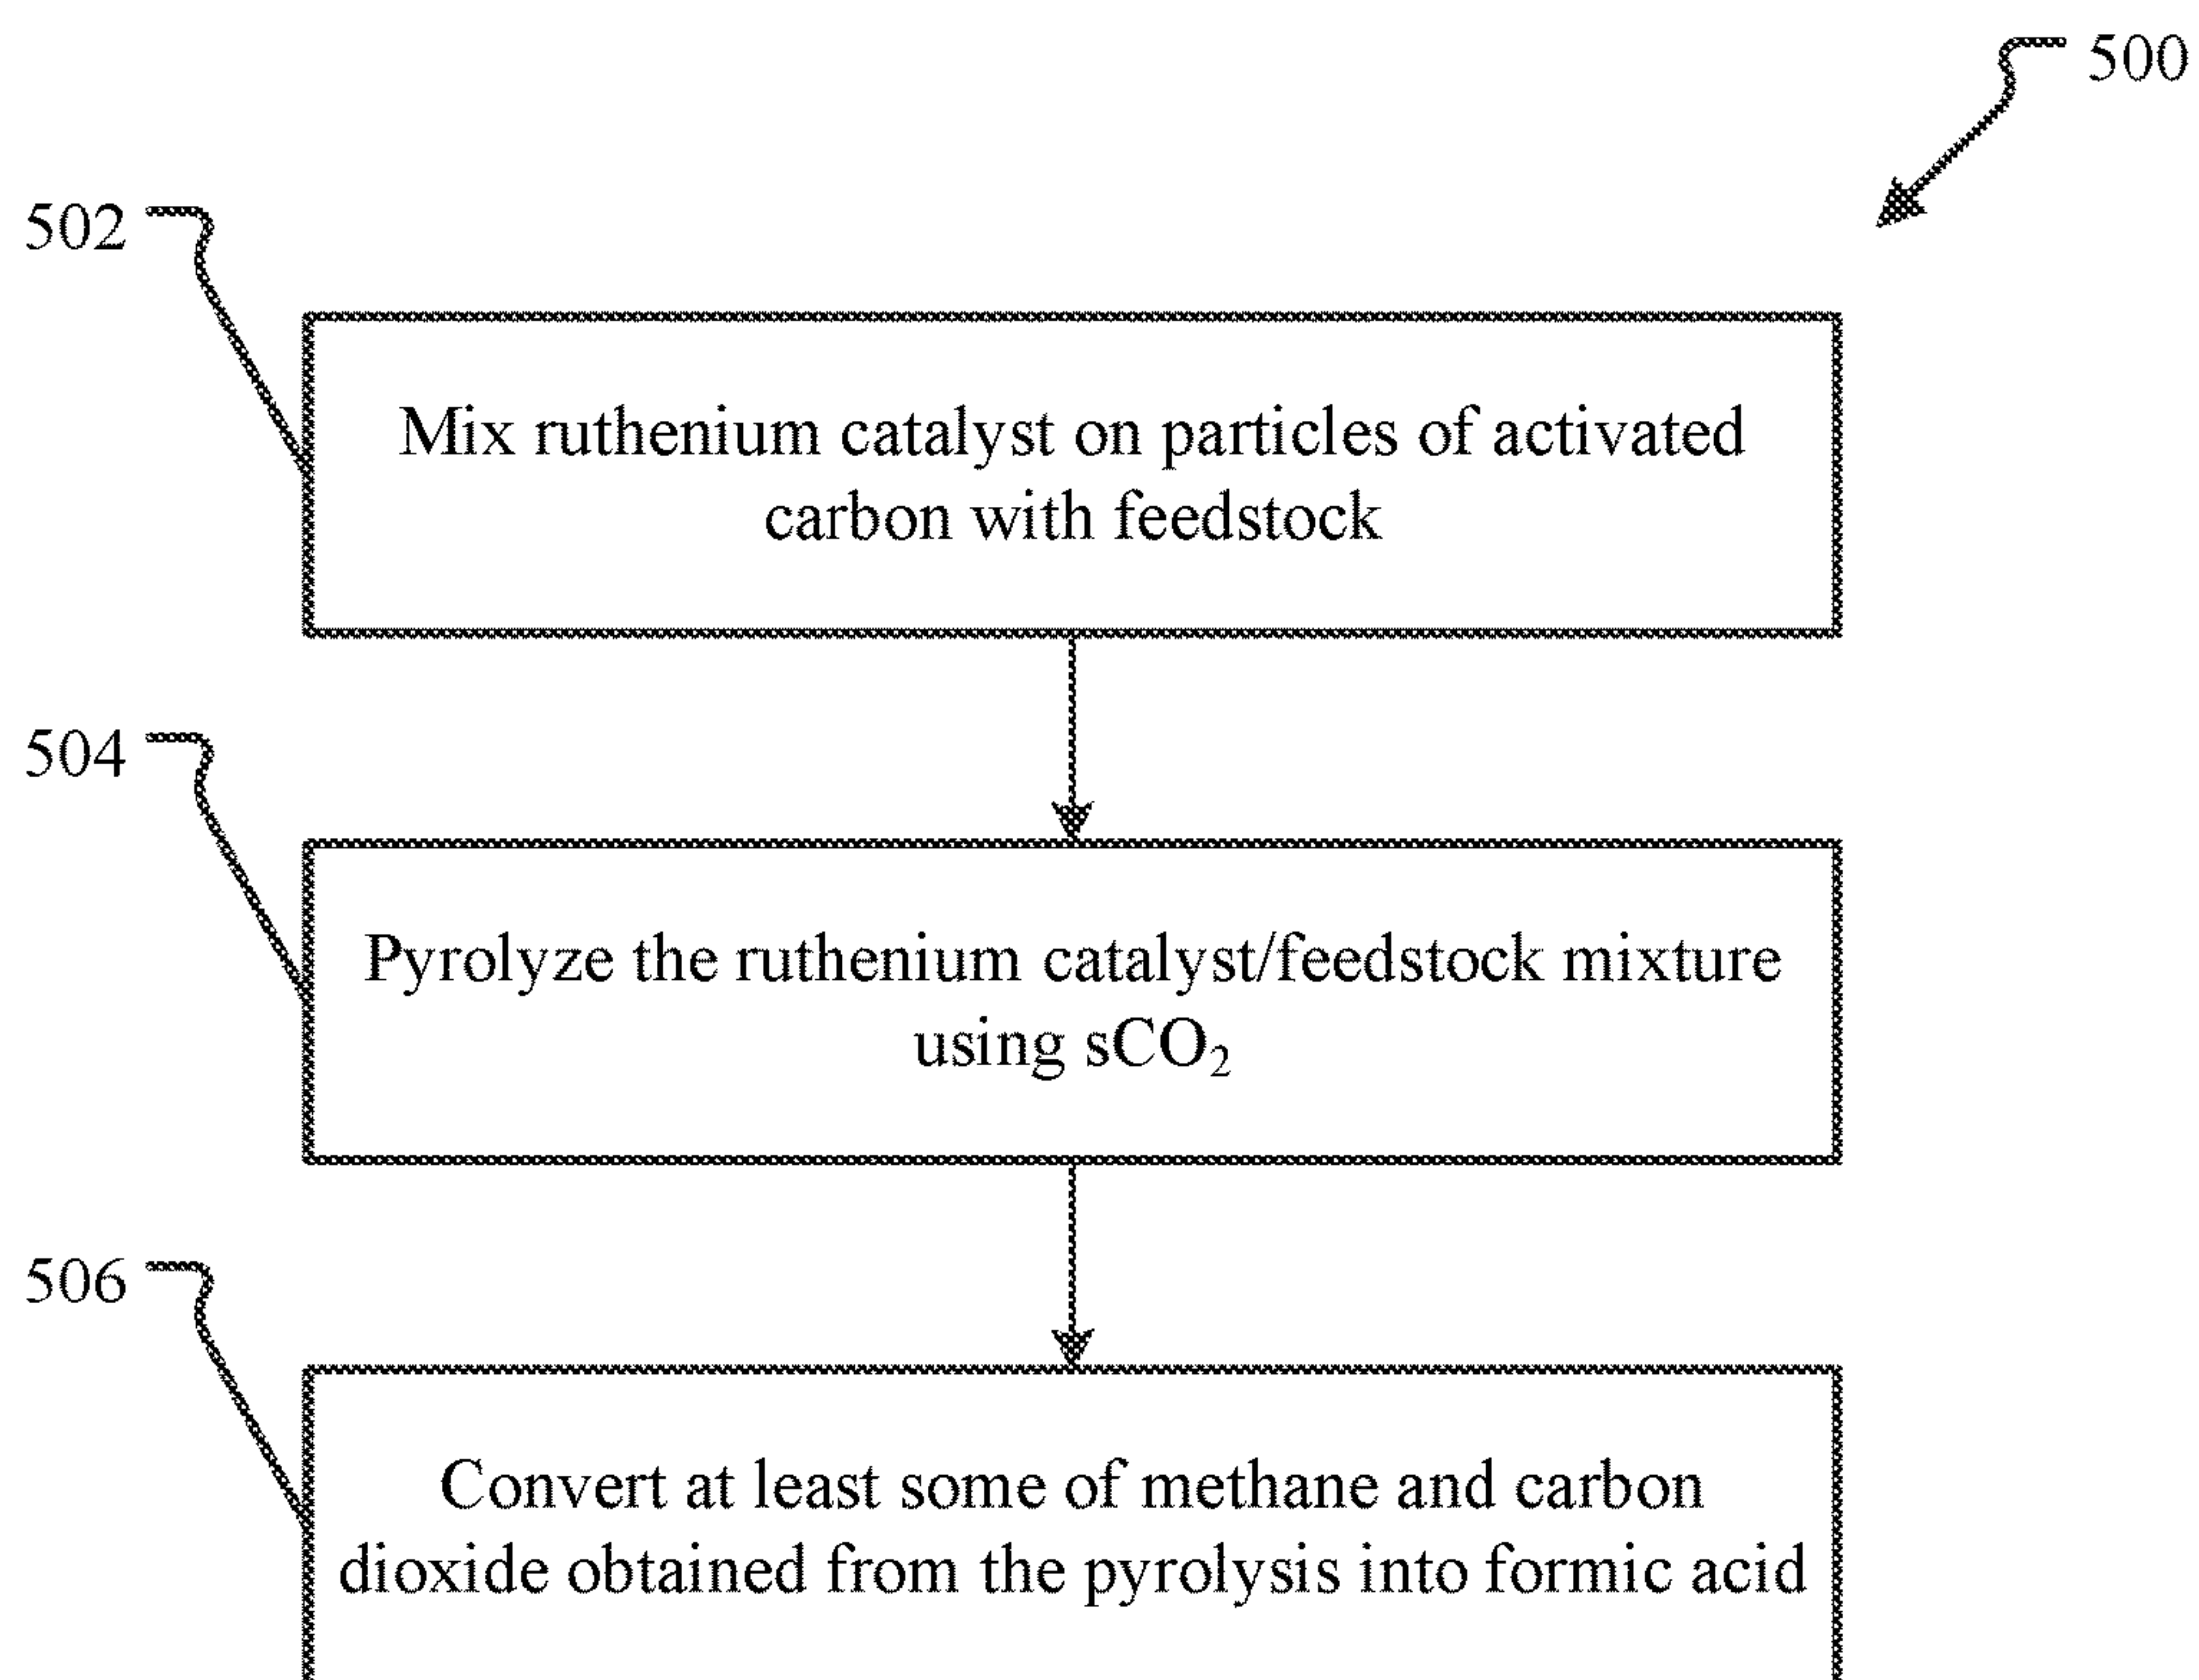 500
502
Mix ruthenium catalyst on particles of activated
carbon with feedstock
504
Pyrolyze the ruthenium catalyst/feedstock mixture
using sCO₂
506
Convert at least some of methane and carbon
dioxide obtained from the pyrolysis into formic acid